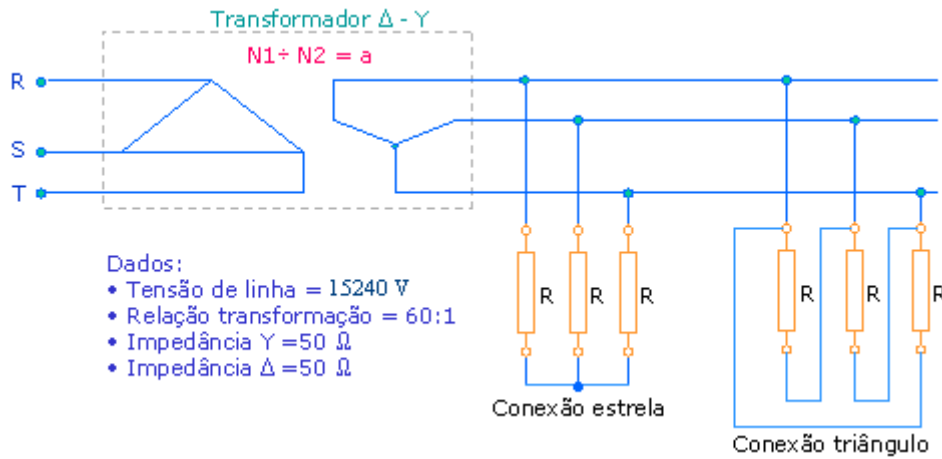 Transformador Δ - Y
N1÷ N2 = a
R
S
T
Dados:
• Tensão de linha = 15240 V
• Relação transformação = 60:1
• Impedância Y =50 Ω
• Impedância Δ =50 Ω
R
R
R
R
R
R
Conexão estrela
Conexão triângulo